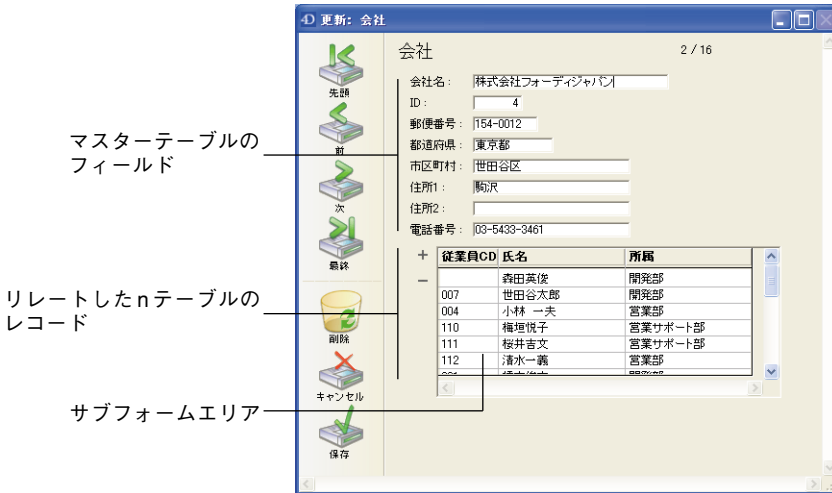 4D 更新: 会社
会社
2 / 16
会社名 :
株式会社フォーディジャパン
ID :
4
郵便番号 :
154-0012
都道府県 :
東京都
市区町村 :
世田谷区
住所1 :
駒沢
住所2 :
電話番号 :
03-5433-3461
先頭
前
次
最終
削除
キャンセル
保存
マスターテーブルの
フィールド
リレートしたnテーブルの
レコード
サブフォームエリア
+
−
従業員CD 氏名 所属
森田英俊 開発部
007 世田谷太郎 開発部
004 小林 一夫 営業部
110 梅垣悦子 営業サポート部
111 桜井吉文 営業サポート部
112 清水一義 営業部